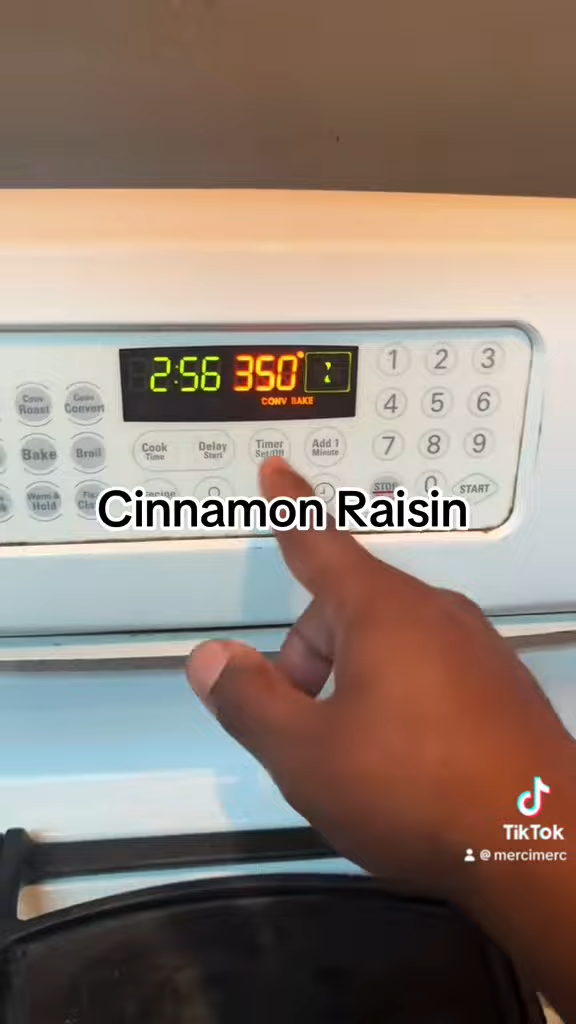 2:56 350°
CONV BAKE
1 2 3
4 5 6
7 8 9
0
Conv Roast
Conv Convert
Bake
Broil
Warm & Hold
Cook Time
Delay Start
Timer Set/Off
Add 1 Minute
STOP
START
Cinnamon Raisin
TikTok
@mercimerc